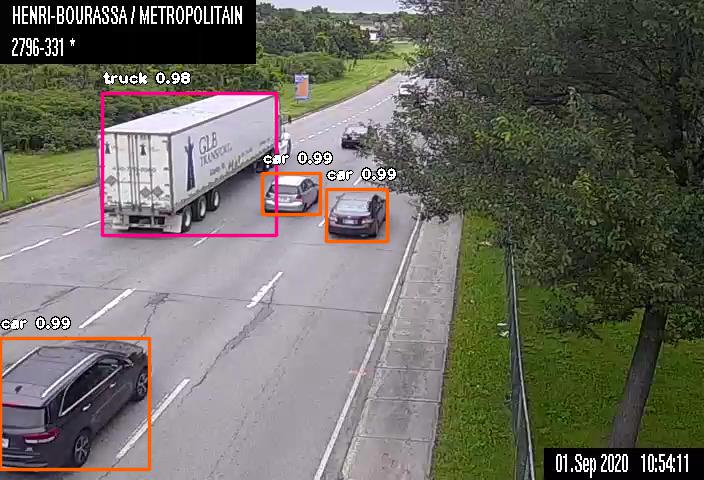 HENRI-BOURASSA / METROPOLITAIN
2796-331 *
truck 0.98
GLB
TRANSPORT
car 0.99
car 0.99
car 0.99
01.Sep 2020 10:54:11